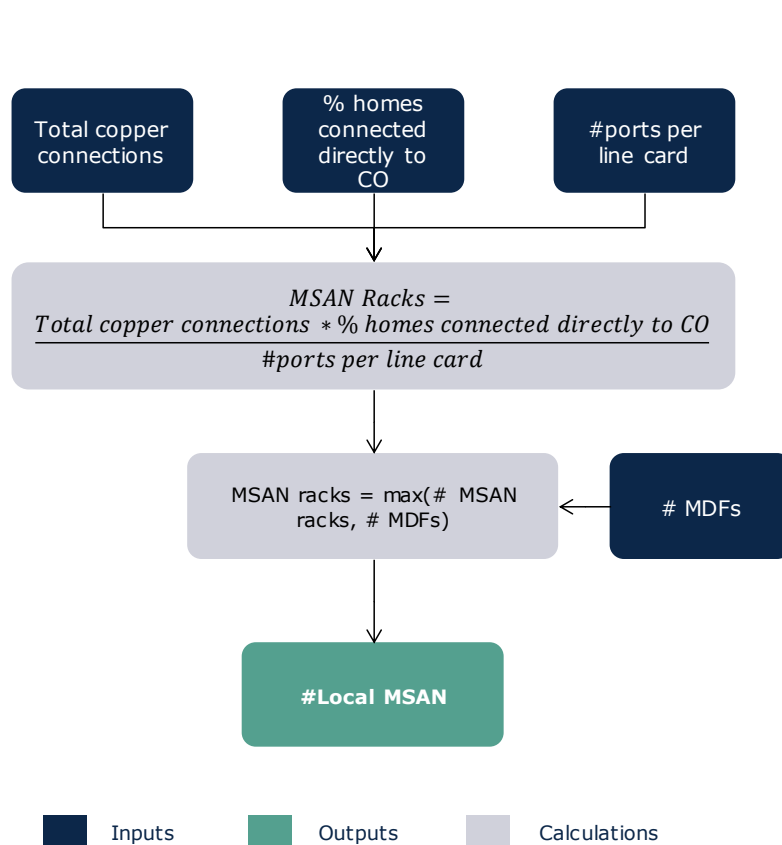 Total copper
connections
% homes
connected
directly to
CO
#ports per
line card
MSAN Racks =
Total copper connections * % homes connected directly to CO
#ports per line card
MSAN racks = max(# MSAN
racks, # MDFs)
# MDFs
#Local MSAN
Inputs
Outputs
Calculations